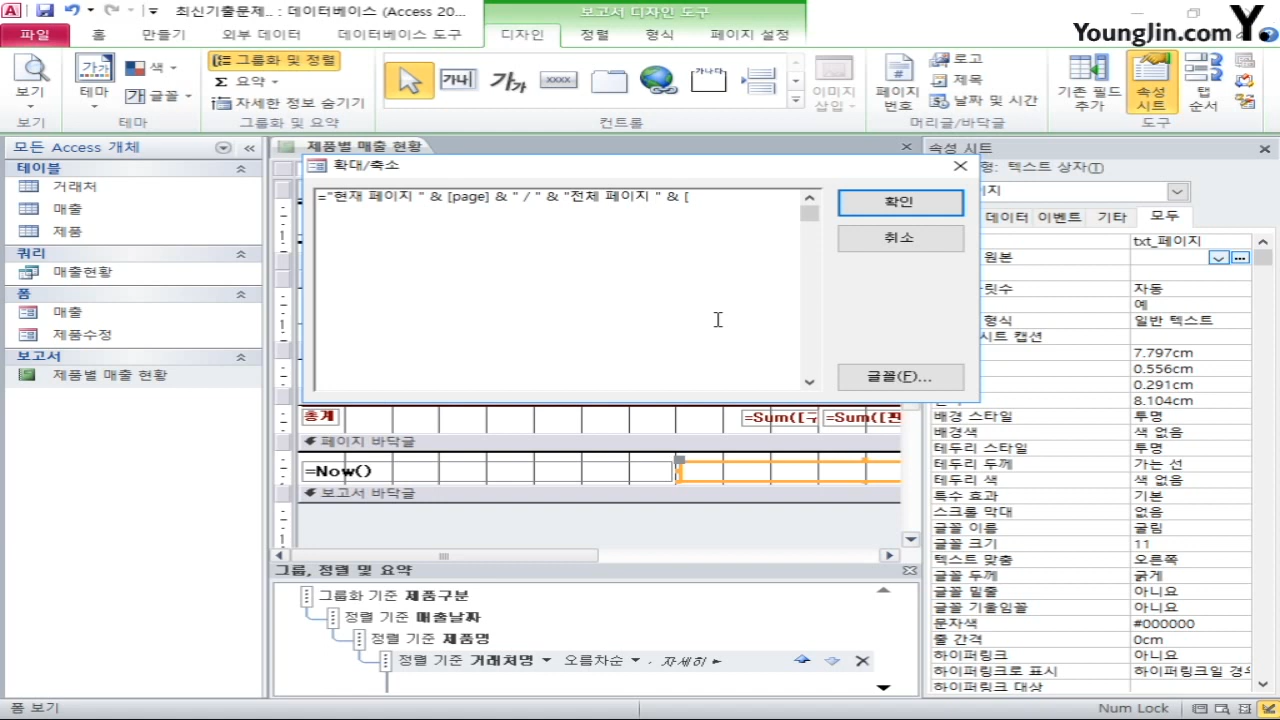 최신기출문제.. : 데이터베이스 (Access 20...
보고서 디자인 도구
YoungJin.com Y.
파일 홈 만들기 외부 데이터 데이터베이스 도구 디자인 정렬 형식 페이지 설정
보기
가가
테마
색
가 글꼴
그룹화 및 정렬
Σ 요약
자세한 정보 숨기기
가나
가가
xxxx
가나다
이미지 삽입
페이지 번호
로고
제목
날짜 및 시간
기존 필드 추가
속성 시트
탭 순서
보기 테마 그룹화 및 요약 컨트롤 머리글/바닥글 도구
모든 Access 개체
테이블
거래처
매출
제품
쿼리
매출현황
폼
매출
제품수정
보고서
제품별 매출 현황
제품별 매출 현황
확대/축소
="현재 페이지 " & [page] & " / " & "전체 페이지 " & [
확인
취소
글꼴(F)...
총계 =Sum([구 =Sum([판
페이지 바닥글
=Now()
보고서 바닥글
그룹, 정렬 및 요약
그룹화 기준 제품구분
정렬 기준 매출날짜
정렬 기준 제품명
정렬 기준 거래처명 오름차순 , 자세히
속성 시트
형: 텍스트 상자(I)
지
데이터 이벤트 기타 모두
txt_페이지
원본
릿수 자동
예
형식 일반 텍스트
시트 캡션
7.797cm
0.556cm
0.291cm
8.104cm
배경 스타일 투명
배경색 색 없음
테두리 스타일 투명
테두리 두께 가는 선
테두리 색 색 없음
특수 효과 기본
스크롤 막대 없음
글꼴 이름 굴림
글꼴 크기 11
텍스트 맞춤 오른쪽
글꼴 두께 굵게
글꼴 밑줄 아니요
글꼴 기울임꼴 아니요
문자색 #000000
줄 간격 0cm
하이퍼링크 아니요
하이퍼링크로 표시 하이퍼링크일 경우
하이퍼링크 대상
폼 보기
Num Lock